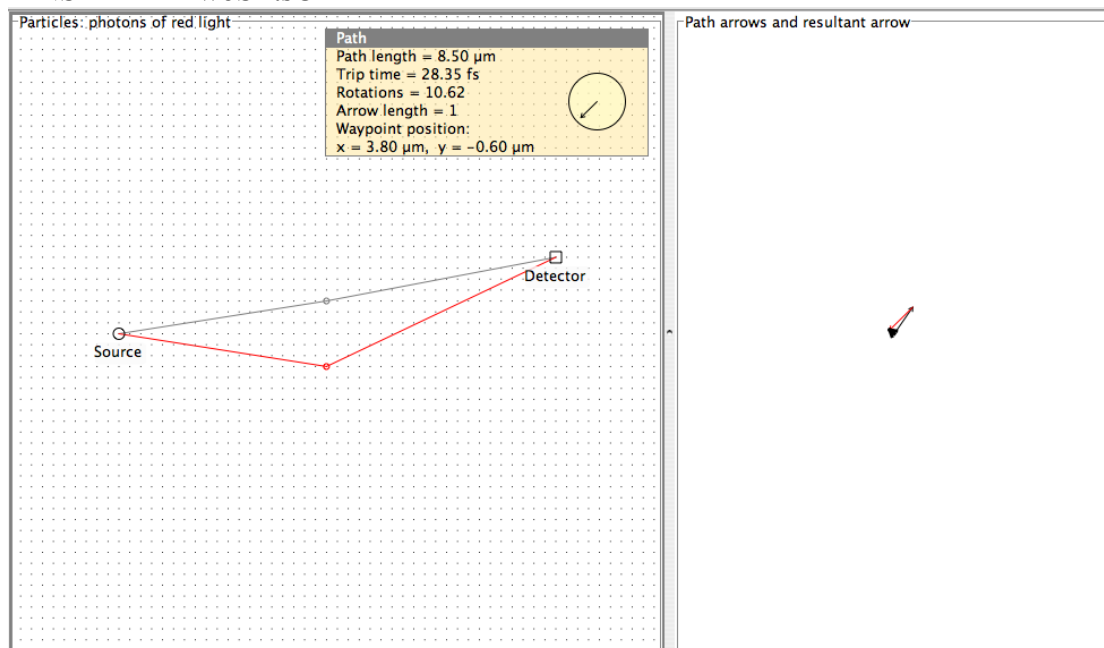 Particles: photons of red light
Path
Path length = 8.50 µm
Trip time = 28.35 fs
Rotations = 10.62
Arrow length = 1
Waypoint position:
x = 3.80 µm,  y = −0.60 µm
Source
Detector
Path arrows and resultant arrow